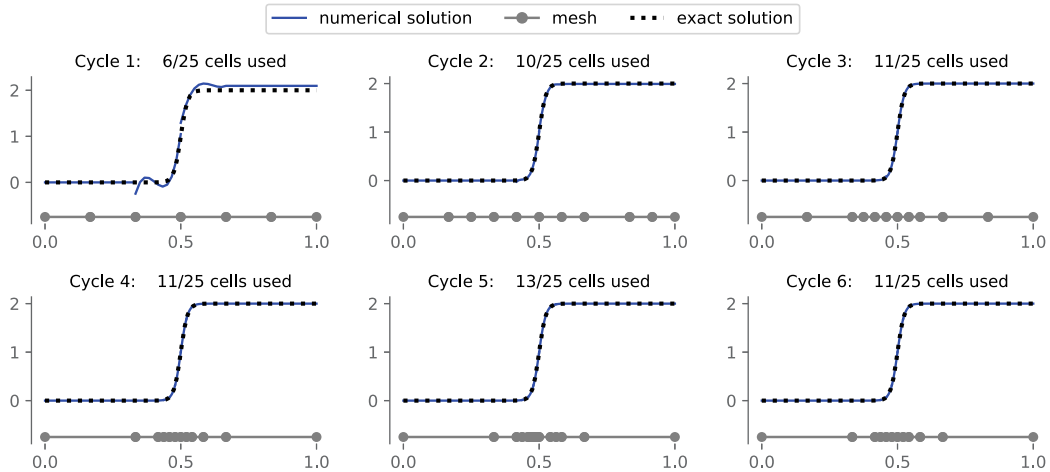 numerical solution mesh exact solution
Cycle 1: 6/25 cells used
Cycle 2: 10/25 cells used
Cycle 3: 11/25 cells used
2
1
0
0.0 0.5 1.0
2
1
0
0.0 0.5 1.0
2
1
0
0.0 0.5 1.0
Cycle 4: 11/25 cells used
Cycle 5: 13/25 cells used
Cycle 6: 11/25 cells used
2
1
0
0.0 0.5 1.0
2
1
0
0.0 0.5 1.0
2
1
0
0.0 0.5 1.0